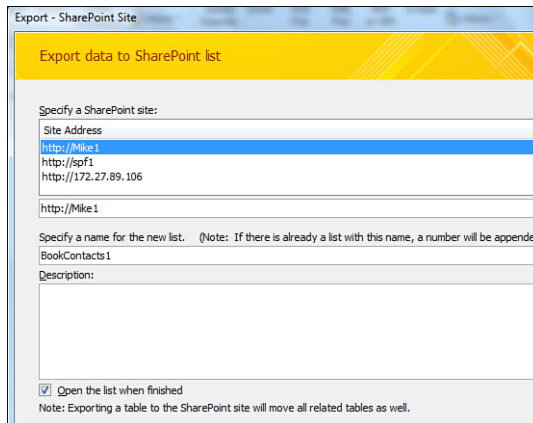 Export - SharePoint Site
Export data to SharePoint list
Specify a SharePoint site:
Site Address
http://Mike1
http://spf1
http://172.27.89.106
http://Mike1
Specify a name for the new list. (Note: If there is already a list with this name, a number will be appende
BookContacts1
Description:
Open the list when finished
Note: Exporting a table to the SharePoint site will move all related tables as well.